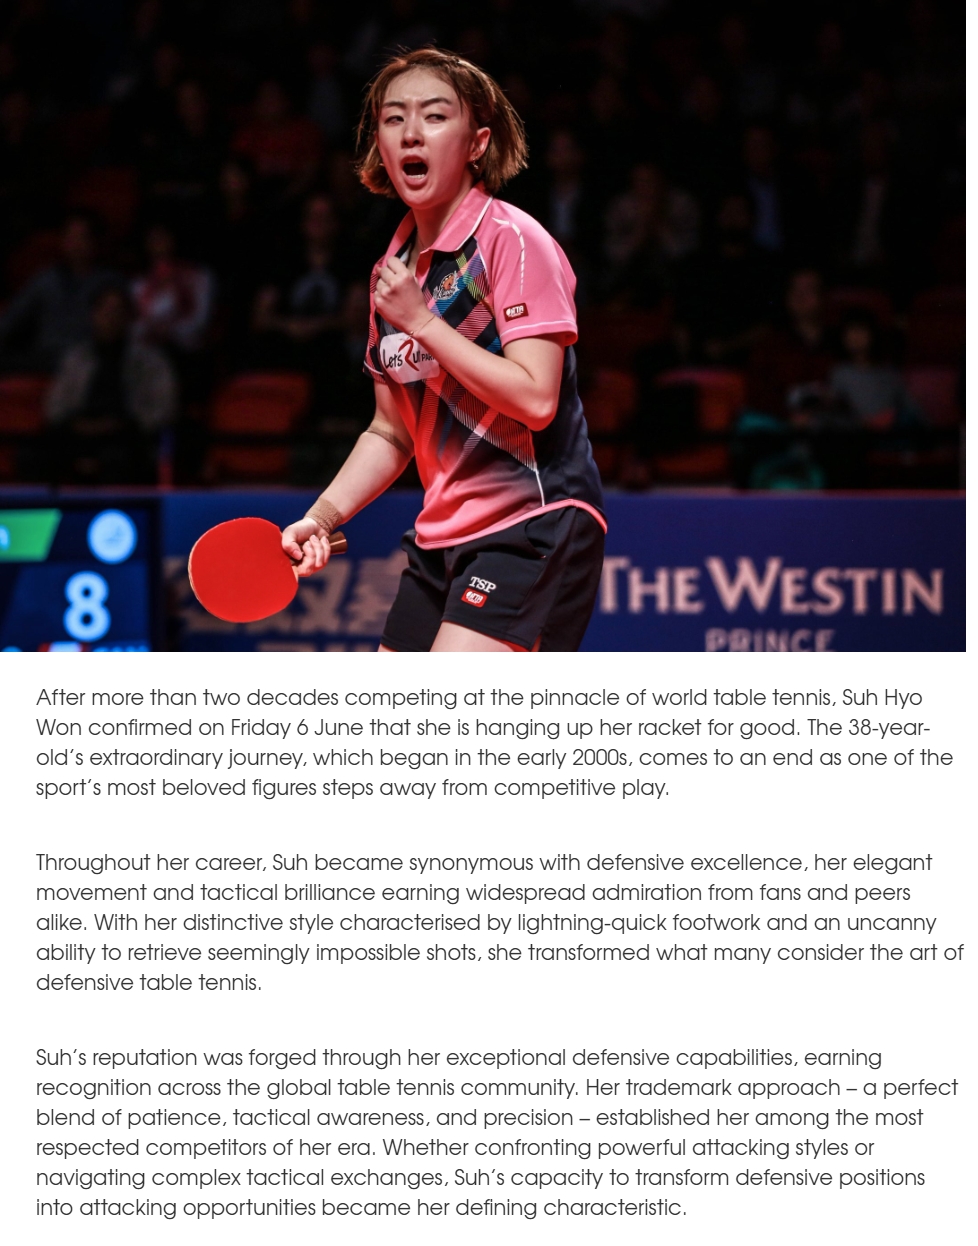 Lets Run PARK
8
TSP
THE WESTIN
PRINCE
After more than two decades competing at the pinnacle of world table tennis, Suh Hyo
Won confirmed on Friday 6 June that she is hanging up her racket for good. The 38-year-
old’s extraordinary journey, which began in the early 2000s, comes to an end as one of the
sport’s most beloved figures steps away from competitive play.
Throughout her career, Suh became synonymous with defensive excellence, her elegant
movement and tactical brilliance earning widespread admiration from fans and peers
alike. With her distinctive style characterised by lightning-quick footwork and an uncanny
ability to retrieve seemingly impossible shots, she transformed what many consider the art of
defensive table tennis.
Suh’s reputation was forged through her exceptional defensive capabilities, earning
recognition across the global table tennis community. Her trademark approach – a perfect
blend of patience, tactical awareness, and precision – established her among the most
respected competitors of her era. Whether confronting powerful attacking styles or
navigating complex tactical exchanges, Suh’s capacity to transform defensive positions
into attacking opportunities became her defining characteristic.